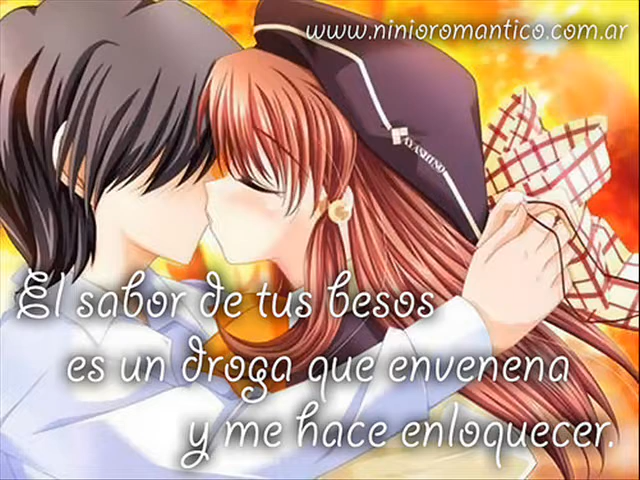 www.ninioromantico.com.ar
El sabor de tus besos
es un droga que envenena
y me hace enloquecer.